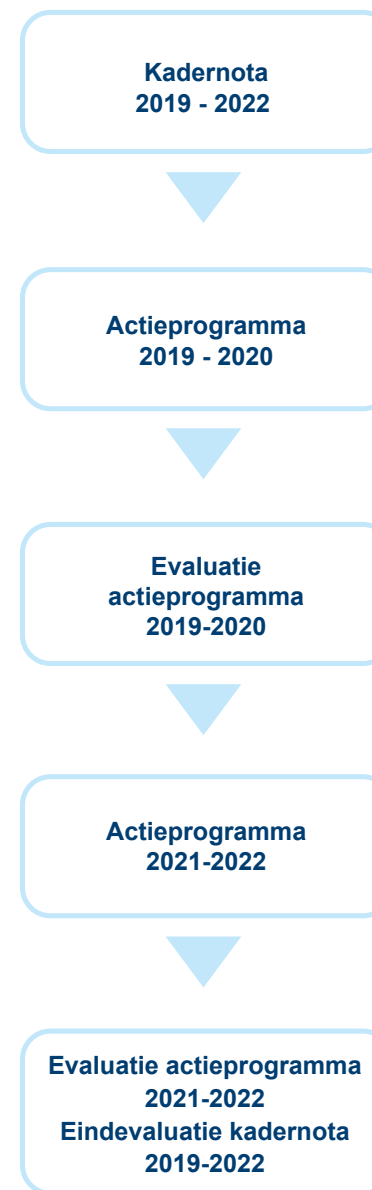 Kadernota
2019 - 2022
Actieprogramma
2019 - 2020
Evaluatie
actieprogramma
2019-2020
Actieprogramma
2021-2022
Evaluatie actieprogramma
2021-2022
Eindevaluatie kadernota
2019-2022